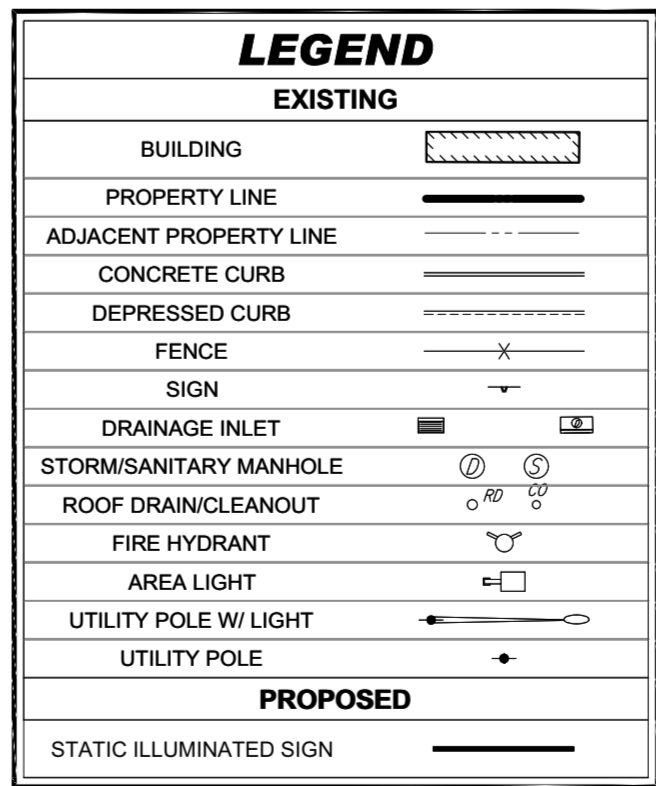 LEGEND
EXISTING
BUILDING
PROPERTY LINE
ADJACENT PROPERTY LINE
CONCRETE CURB
DEPRESSED CURB
FENCE
SIGN
DRAINAGE INLET
STORM/SANITARY MANHOLE D S
ROOF DRAIN/CLEANOUT RD CO
FIRE HYDRANT
AREA LIGHT
UTILITY POLE W/ LIGHT
UTILITY POLE
PROPOSED
STATIC ILLUMINATED SIGN